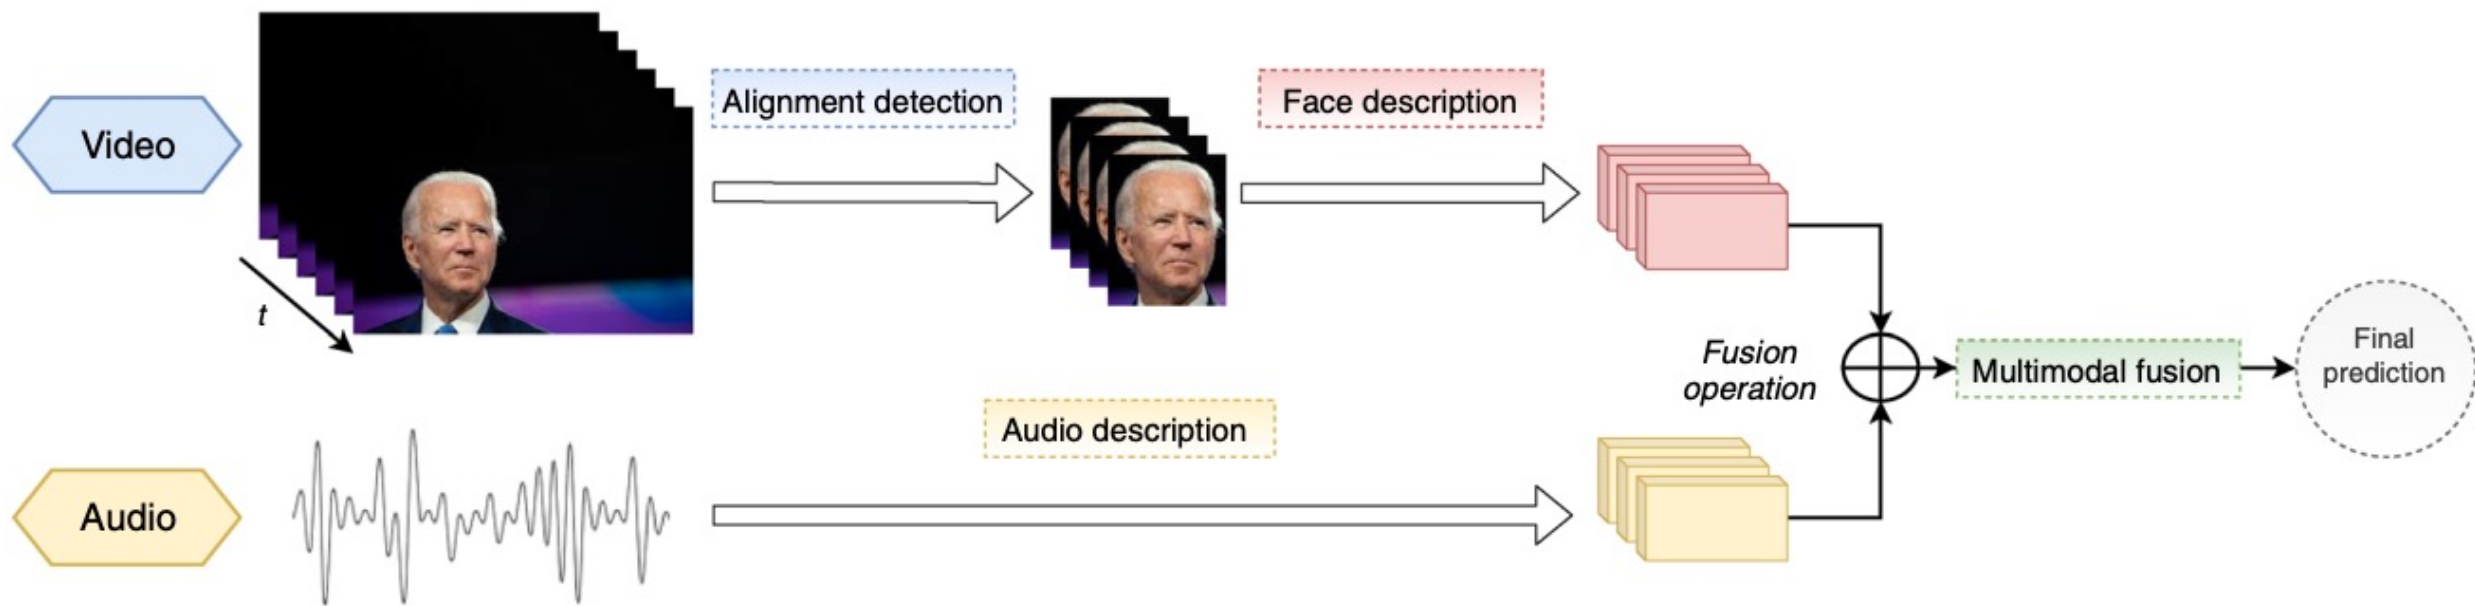 Video
Alignment detection
Face description
t
Fusion
operation
Multimodal fusion
Final
prediction
Audio description
Audio